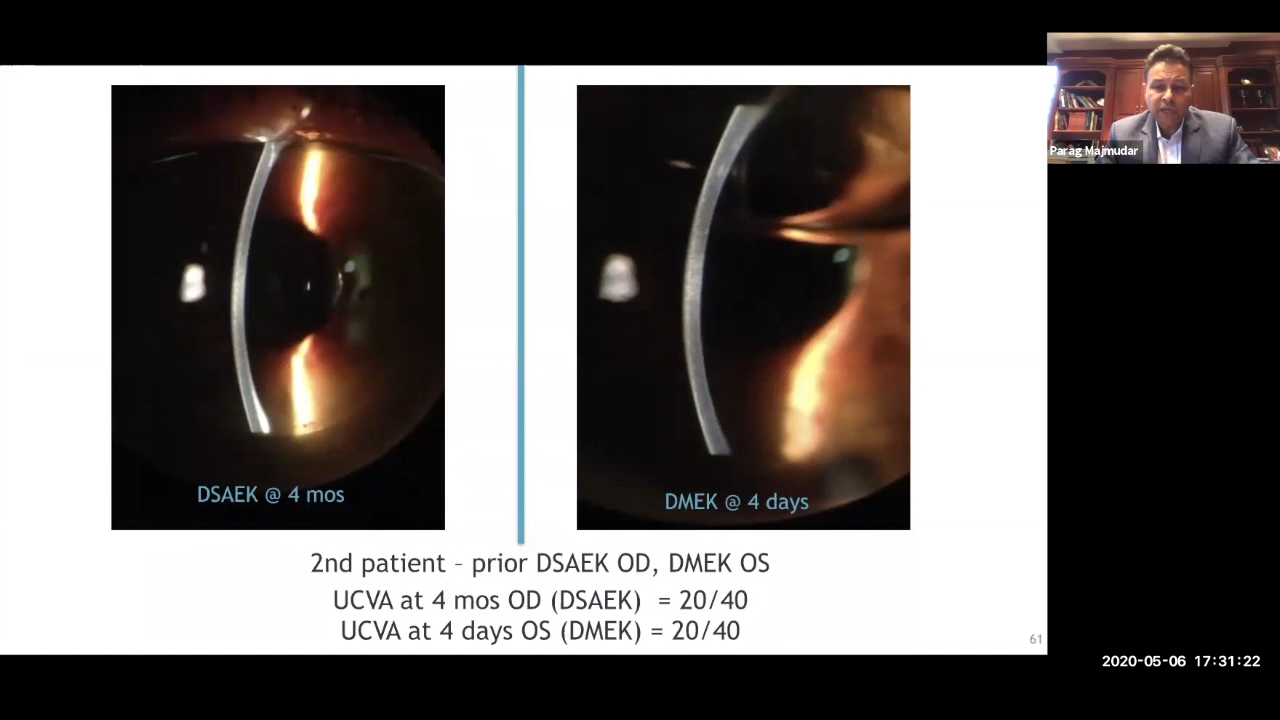 Parag Majmudar
DSAEK @ 4 mos
DMEK @ 4 days
2nd patient – prior DSAEK OD, DMEK OS
UCVA at 4 mos OD (DSAEK) = 20/40
UCVA at 4 days OS (DMEK) = 20/40
61
2020-05-06 17:31:22